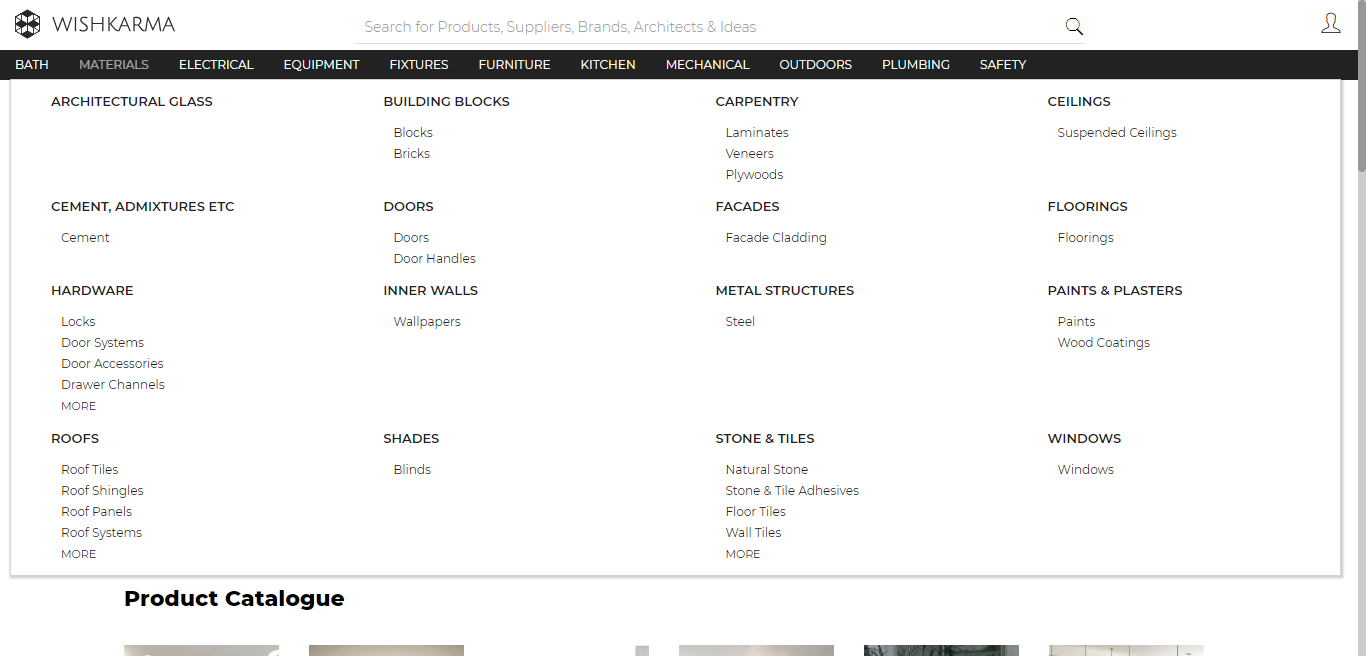 WISHKARMA
Search for Products, Suppliers, Brands, Architects & Ideas
BATH MATERIALS ELECTRICAL EQUIPMENT FIXTURES FURNITURE KITCHEN MECHANICAL OUTDOORS PLUMBING SAFETY
ARCHITECTURAL GLASS
BUILDING BLOCKS
Blocks
Bricks
CARPENTRY
Laminates
Veneers
Plywoods
CEILINGS
Suspended Ceilings
CEMENT, ADMIXTURES ETC
Cement
DOORS
Doors
Door Handles
FACADES
Facade Cladding
FLOORINGS
Floorings
HARDWARE
Locks
Door Systems
Door Accessories
Drawer Channels
MORE
INNER WALLS
Wallpapers
METAL STRUCTURES
Steel
PAINTS & PLASTERS
Paints
Wood Coatings
ROOFS
Roof Tiles
Roof Shingles
Roof Panels
Roof Systems
MORE
SHADES
Blinds
STONE & TILES
Natural Stone
Stone & Tile Adhesives
Floor Tiles
Wall Tiles
MORE
WINDOWS
Windows
Product Catalogue